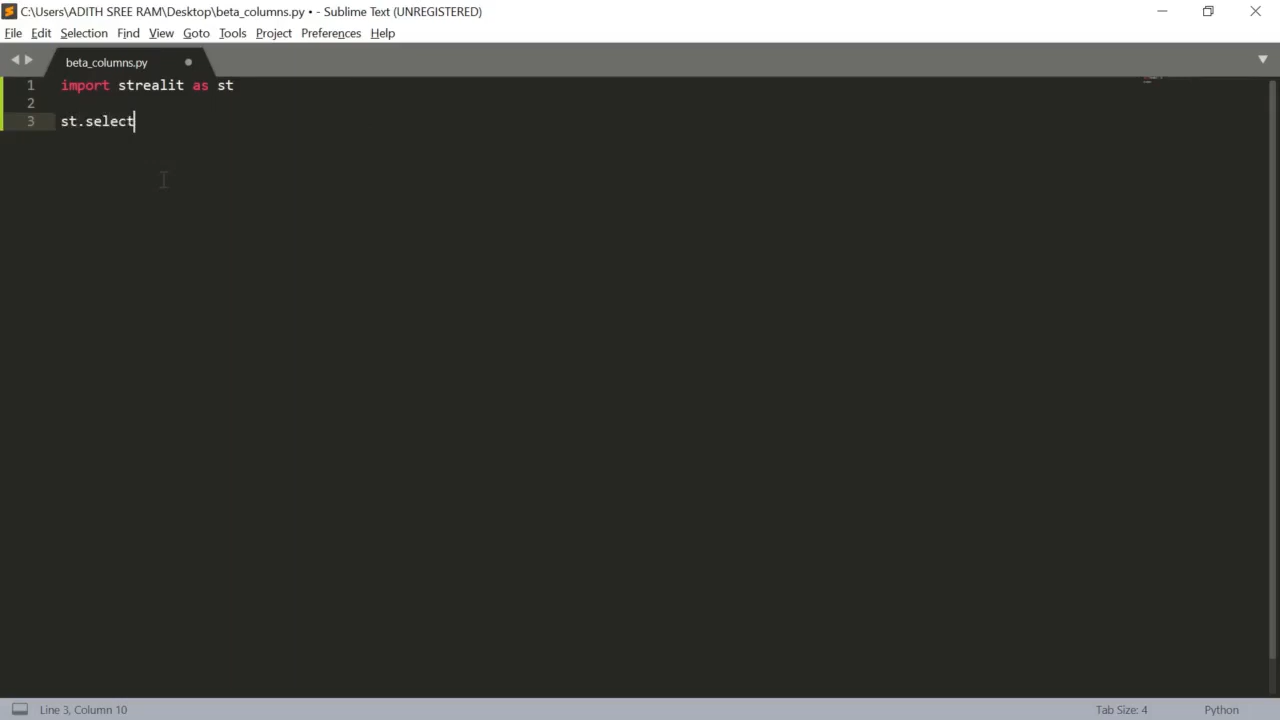 C:\Users\ADITH SREE RAM\Desktop\beta_columns.py • - Sublime Text (UNREGISTERED)
File Edit Selection Find View Goto Tools Project Preferences Help
beta_columns.py
1 import strealit as st
2
3 st.select
Line 3, Column 10 Tab Size: 4 Python